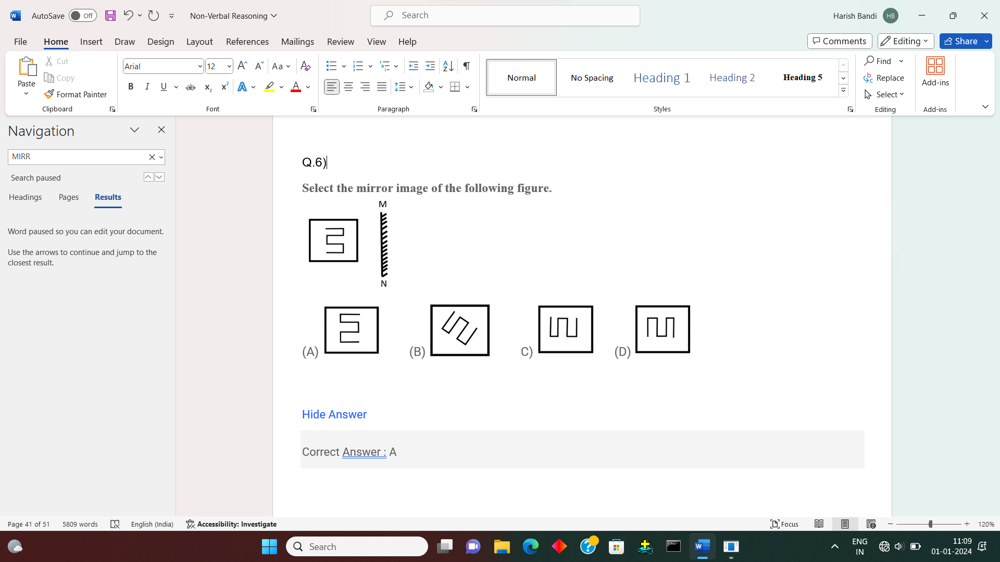 AutoSave Off Non-Verbal Reasoning Search Harish Bandi HB
File Home Insert Draw Design Layout References Mailings Review View Help Comments Editing Share
Paste Cut Copy Format Painter Clipboard
Arial 12 Aa Font
Paragraph
Normal No Spacing Heading 1 Heading 2 Heading 5 Styles
Find Replace Select Editing
Add-ins Add-ins
Navigation
MIRR
Search paused
Headings Pages Results
Word paused so you can edit your document.
Use the arrows to continue and jump to the
closest result.
Q.6)
Select the mirror image of the following figure.
M
N
(A) (B) C) (D)
Hide Answer
Correct Answer : A
Page 41 of 51 5809 words English (India) Accessibility: Investigate Focus 120%
Search ENG IN 11:09 01-01-2024